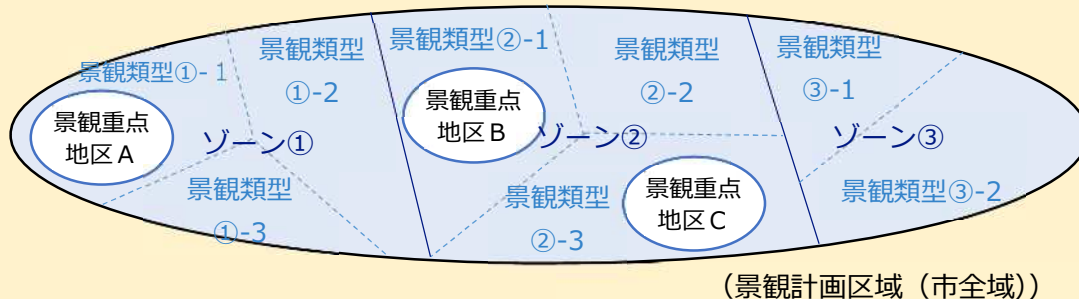 景観類型①-1
景観類型
①-2
景観重点
地区A
ゾーン①
景観類型
①-3
景観類型②-1
景観類型
②-2
景観重点
地区B
ゾーン②
景観類型
②-3
景観重点
地区C
景観類型
③-1
ゾーン③
景観類型③-2
（景観計画区域（市全域））